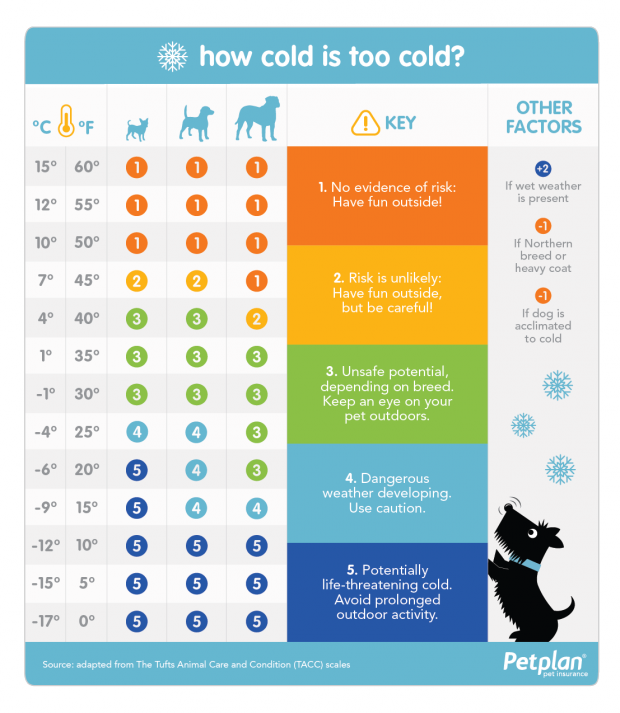 how cold is too cold?
°C °F
KEY
OTHER
FACTORS
15° 60° 1 1 1
12° 55° 1 1 1
10° 50° 1 1 1
7° 45° 2 2 1
4° 40° 3 3 2
1° 35° 3 3 3
-1° 30° 3 3 3
-4° 25° 4 4 3
-6° 20° 5 4 3
-9° 15° 5 4 4
-12° 10° 5 5 5
-15° 5° 5 5 5
-17° 0° 5 5 5
1. No evidence of risk:
Have fun outside!
2. Risk is unlikely:
Have fun outside,
but be careful!
3. Unsafe potential,
depending on breed.
Keep an eye on your
pet outdoors.
4. Dangerous
weather developing.
Use caution.
5. Potentially
life-threatening cold.
Avoid prolonged
outdoor activity.
+2
If wet weather
is present
-1
If Northern
breed or
heavy coat
-1
If dog is
acclimated
to cold
Source: adapted from The Tufts Animal Care and Condition (TACC) scales
Petplan®
pet insurance